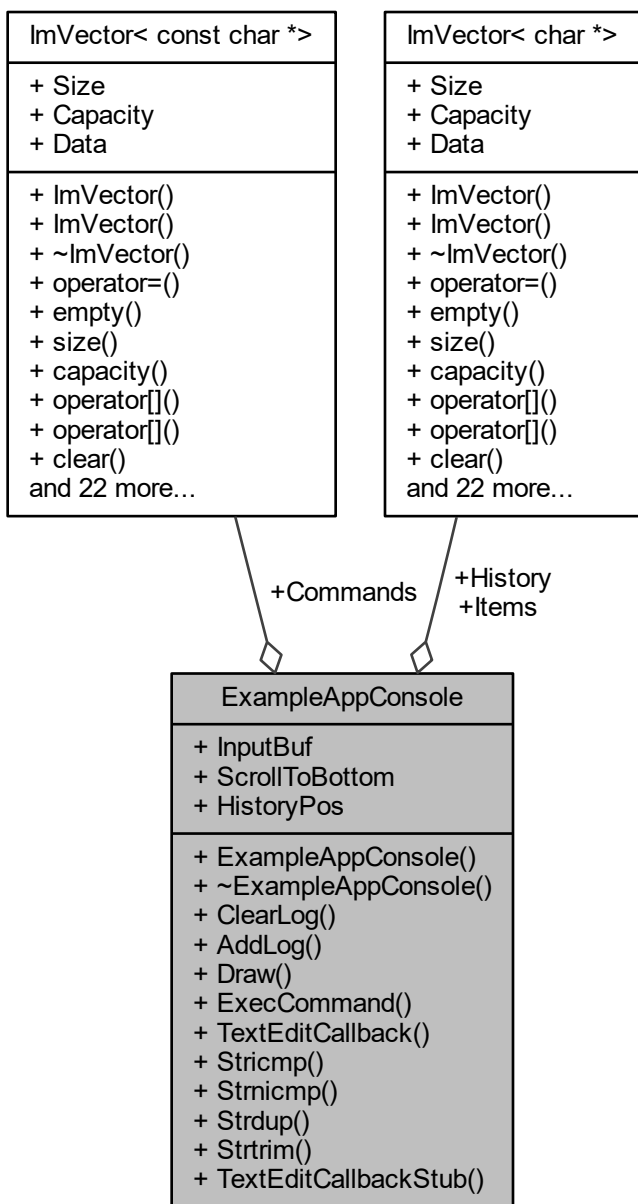 ImVector< const char *>
+ Size
+ Capacity
+ Data
+ ImVector()
+ ImVector()
+ ~ImVector()
+ operator=()
+ empty()
+ size()
+ capacity()
+ operator[]()
+ operator[]()
+ clear()
and 22 more...
ImVector< char *>
+ Size
+ Capacity
+ Data
+ ImVector()
+ ImVector()
+ ~ImVector()
+ operator=()
+ empty()
+ size()
+ capacity()
+ operator[]()
+ operator[]()
+ clear()
and 22 more...
+Commands
+History
+Items
ExampleAppConsole
+ InputBuf
+ ScrollToBottom
+ HistoryPos
+ ExampleAppConsole()
+ ~ExampleAppConsole()
+ ClearLog()
+ AddLog()
+ Draw()
+ ExecCommand()
+ TextEditCallback()
+ Stricmp()
+ Strnicmp()
+ Strdup()
+ Strtrim()
+ TextEditCallbackStub()